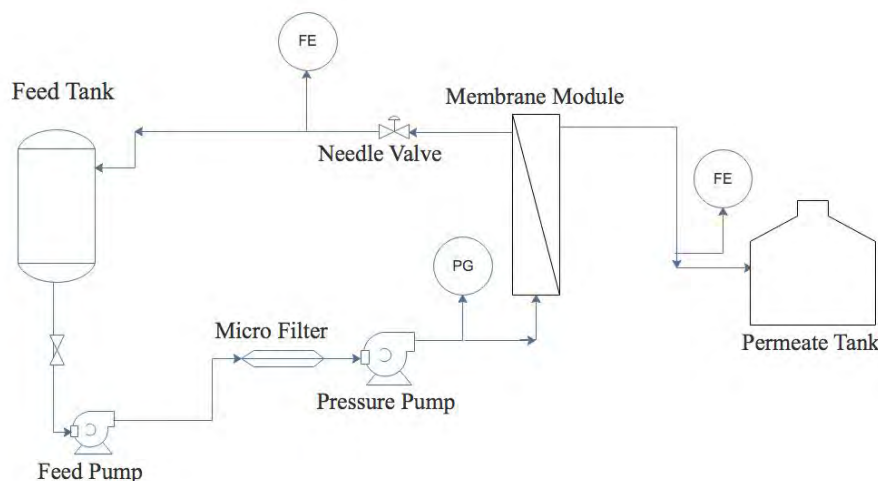 FE
Feed Tank
Membrane Module
Needle Valve
FE
PG
Micro Filter
Permeate Tank
Pressure Pump
Feed Pump